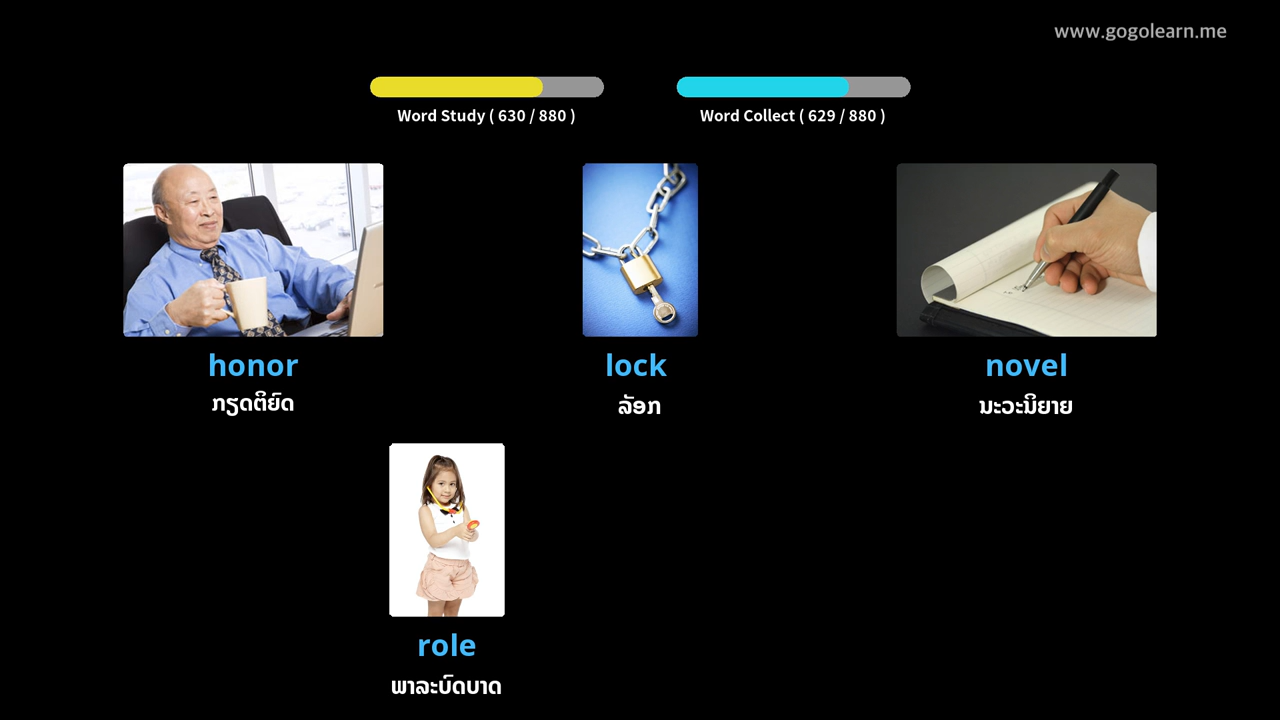 www.gogolearn.me
Word Study ( 630 / 880 )
Word Collect ( 629 / 880 )
honor
ກຽດຕິຍົດ
lock
ລັອກ
novel
ນະວະນິຍາຍ
role
ພາລະບົດບາດ